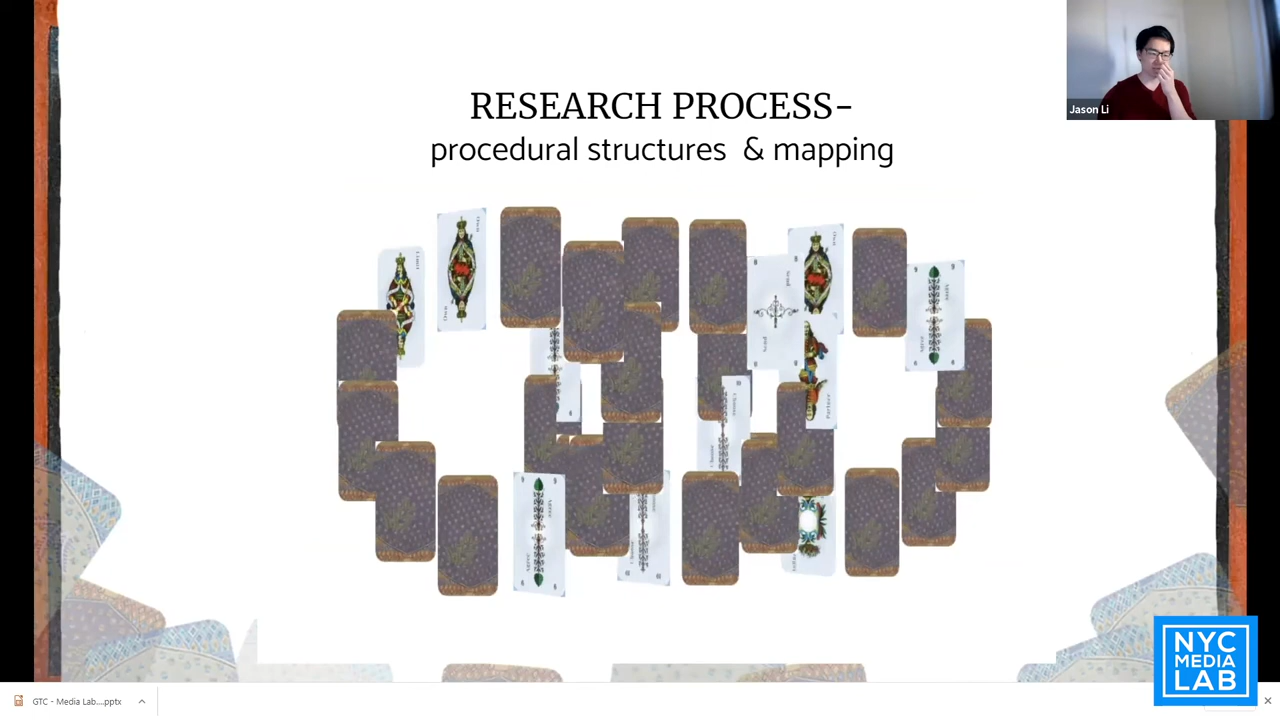 Jason Li
RESEARCH PROCESS-
procedural structures & mapping
NYC
MEDIA
LAB
GTC - Media Lab....pptx